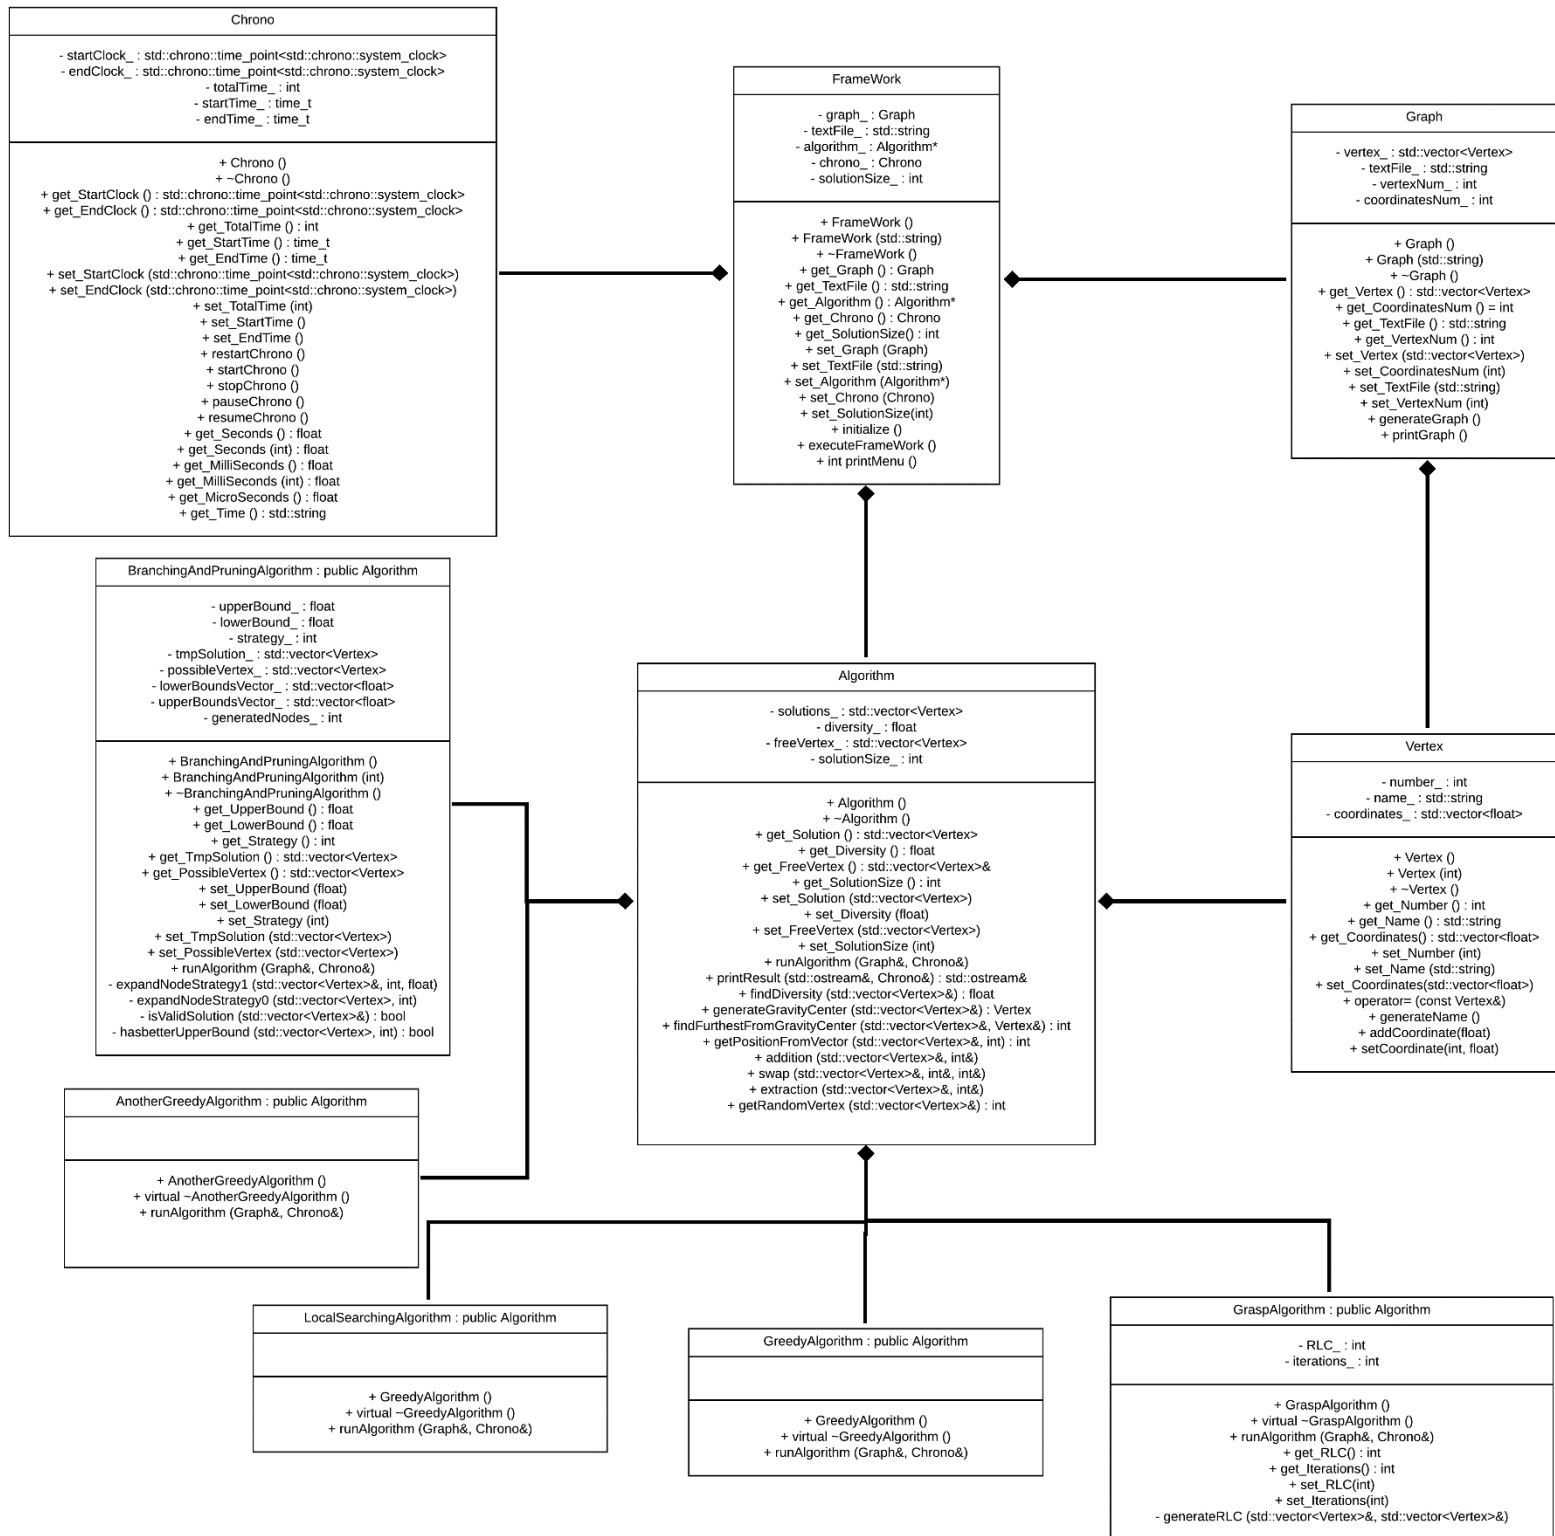 Chrono
- startClock_ : std::chrono::time_point<std::chrono::system_clock>
- endClock_ : std::chrono::time_point<std::chrono::system_clock>
- totalTime_ : int
- startTime_ : time_t
- endTime_ : time_t
+ Chrono ()
+ ~Chrono ()
+ get_StartClock () : std::chrono::time_point<std::chrono::system_clock>
+ get_EndClock () : std::chrono::time_point<std::chrono::system_clock>
+ get_TotalTime () : int
+ get_StartTime () : time_t
+ get_EndTime () : time_t
+ set_StartClock (std::chrono::time_point<std::chrono::system_clock>)
+ set_EndClock (std::chrono::time_point<std::chrono::system_clock>)
+ set_TotalTime (int)
+ set_StartTime ()
+ set_EndTime ()
+ restartChrono ()
+ startChrono ()
+ stopChrono ()
+ pauseChrono ()
+ resumeChrono ()
+ get_Seconds () : float
+ get_Seconds (int) : float
+ get_MilliSeconds () : float
+ get_MilliSeconds (int) : float
+ get_MicroSeconds () : float
+ get_Time () : std::string
FrameWork
- graph_ : Graph
- textFile_ : std::string
- algorithm_ : Algorithm*
- chrono_ : Chrono
- solutionSize_ : int
+ FrameWork ()
+ FrameWork (std::string)
+ ~FrameWork ()
+ get_Graph () : Graph
+ get_TextFile () : std::string
+ get_Algorithm () : Algorithm*
+ get_Chrono () : Chrono
+ get_SolutionSize() : int
+ set_Graph (Graph)
+ set_TextFile (std::string)
+ set_Algorithm (Algorithm*)
+ set_Chrono (Chrono)
+ set_SolutionSize(int)
+ initialize ()
+ executeFrameWork ()
+ int printMenu ()
Graph
- vertex_ : std::vector<Vertex>
- textFile_ : std::string
- vertexNum_ : int
- coordinatesNum_ : int
+ Graph ()
+ Graph (std::string)
+ ~Graph ()
+ get_Vertex () : std::vector<Vertex>
+ get_CoordinatesNum () = int
+ get_TextFile () : std::string
+ get_VertexNum () : int
+ set_Vertex (std::vector<Vertex>)
+ set_CoordinatesNum (int)
+ set_TextFile (std::string)
+ set_VertexNum (int)
+ generateGraph ()
+ printGraph ()
BranchingAndPruningAlgorithm : public Algorithm
- upperBound_ : float
- lowerBound_ : float
- strategy_ : int
- tmpSolution_ : std::vector<Vertex>
- possibleVertex_ : std::vector<Vertex>
- lowerBoundsVector_ : std::vector<float>
- upperBoundsVector_ : std::vector<float>
- generatedNodes_ : int
+ BranchingAndPruningAlgorithm ()
+ BranchingAndPruningAlgorithm (int)
+ ~BranchingAndPruningAlgorithm ()
+ get_UpperBound () : float
+ get_LowerBound () : float
+ get_Strategy () : int
+ get_TmpSolution () : std::vector<Vertex>
+ get_PossibleVertex () : std::vector<Vertex>
+ set_UpperBound (float)
+ set_LowerBound (float)
+ set_Strategy (int)
+ set_TmpSolution (std::vector<Vertex>)
+ set_PossibleVertex (std::vector<Vertex>)
+ runAlgorithm (Graph&, Chrono&)
- expandNodeStrategy1 (std::vector<Vertex>&, int, float)
- expandNodeStrategy0 (std::vector<Vertex>, int)
- isValidSolution (std::vector<Vertex>&) : bool
- hasbetterUpperBound (std::vector<Vertex>, int) : bool
Algorithm
- solutions_ : std::vector<Vertex>
- diversity_ : float
- freeVertex_ : std::vector<Vertex>
- solutionSize_ : int
+ Algorithm ()
+ ~Algorithm ()
+ get_Solution () : std::vector<Vertex>
+ get_Diversity () : float
+ get_FreeVertex () : std::vector<Vertex>&
+ get_SolutionSize () : int
+ set_Solution (std::vector<Vertex>)
+ set_Diversity (float)
+ set_FreeVertex (std::vector<Vertex>)
+ set_SolutionSize (int)
+ runAlgorithm (Graph&, Chrono&)
+ printResult (std::ostream&, Chrono&) : std::ostream&
+ findDiversity (std::vector<Vertex>&) : float
+ generateGravityCenter (std::vector<Vertex>&) : Vertex
+ findFurthestFromGravityCenter (std::vector<Vertex>&, Vertex&) : int
+ getPositionFromVector (std::vector<Vertex>&, int) : int
+ addition (std::vector<Vertex>&, int&)
+ swap (std::vector<Vertex>&, int&, int&)
+ extraction (std::vector<Vertex>&, int&)
+ getRandomVertex (std::vector<Vertex>&) : int
Vertex
- number_ : int
- name_ : std::string
- coordinates_ : std::vector<float>
+ Vertex ()
+ Vertex (int)
+ ~Vertex ()
+ get_Number () : int
+ get_Name () : std::string
+ get_Coordinates() : std::vector<float>
+ set_Number (int)
+ set_Name (std::string)
+ set_Coordinates(std::vector<float>)
+ operator= (const Vertex&)
+ generateName ()
+ addCoordinate(float)
+ setCoordinate(int, float)
AnotherGreedyAlgorithm : public Algorithm
+ AnotherGreedyAlgorithm ()
+ virtual ~AnotherGreedyAlgorithm ()
+ runAlgorithm (Graph&, Chrono&)
LocalSearchingAlgorithm : public Algorithm
+ GreedyAlgorithm ()
+ virtual ~GreedyAlgorithm ()
+ runAlgorithm (Graph&, Chrono&)
GreedyAlgorithm : public Algorithm
+ GreedyAlgorithm ()
+ virtual ~GreedyAlgorithm ()
+ runAlgorithm (Graph&, Chrono&)
GraspAlgorithm : public Algorithm
- RLC_ : int
- iterations_ : int
+ GraspAlgorithm ()
+ virtual ~GraspAlgorithm ()
+ runAlgorithm (Graph&, Chrono&)
+ get_RLC() : int
+ get_Iterations() : int
+ set_RLC(int)
+ set_Iterations(int)
- generateRLC (std::vector<Vertex>&, std::vector<Vertex>&)